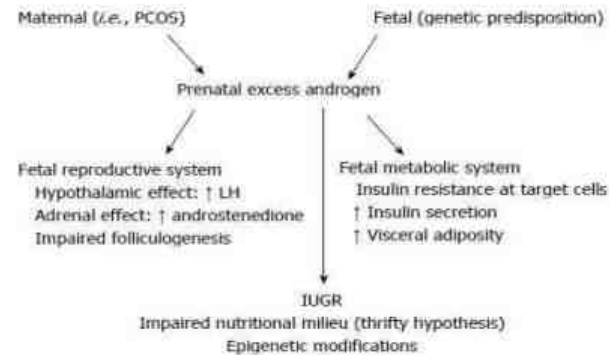 Maternal (i.e., PCOS)
Fetal (genetic predisposition)
Prenatal excess androgen
Fetal reproductive system
Hypothalamic effect: ↑ LH
Adrenal effect: ↑ androstenedione
Impaired folliculogenesis
Fetal metabolic system
Insulin resistance at target cells
↑ Insulin secretion
↑ Visceral adiposity
IUGR
Impaired nutritional milieu (thrifty hypothesis)
Epigenetic modifications